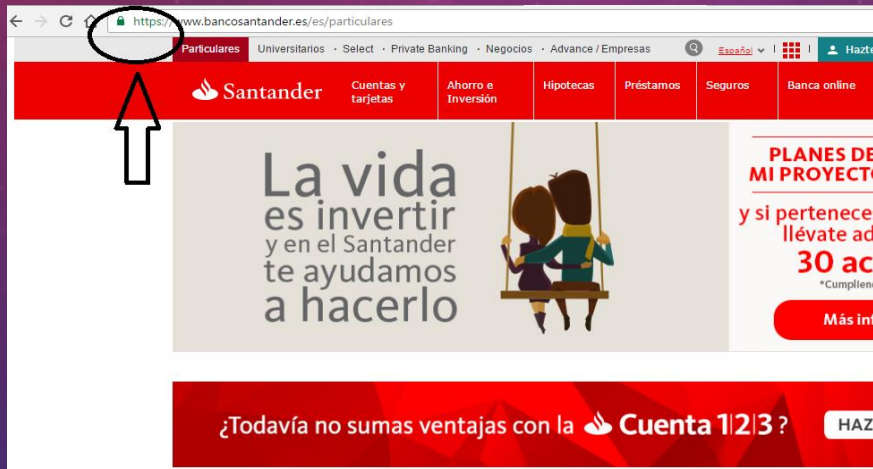 https://www.bancosantander.es/es/particulares
Particulares Universitarios · Select · Private Banking · Negocios · Advance / Empresas Español Hazte
Santander Cuentas y tarjetas Ahorro e Inversión Hipotecas Préstamos Seguros Banca online
La vida
es invertir
y en el Santander
te ayudamos
a hacerlo
PLANES DE
MI PROYECTO
y si pertenece
llévate ad
30 ac
*Cumpliend
Más in
¿Todavía no sumas ventajas con la Cuenta 1|2|3 ? HAZ